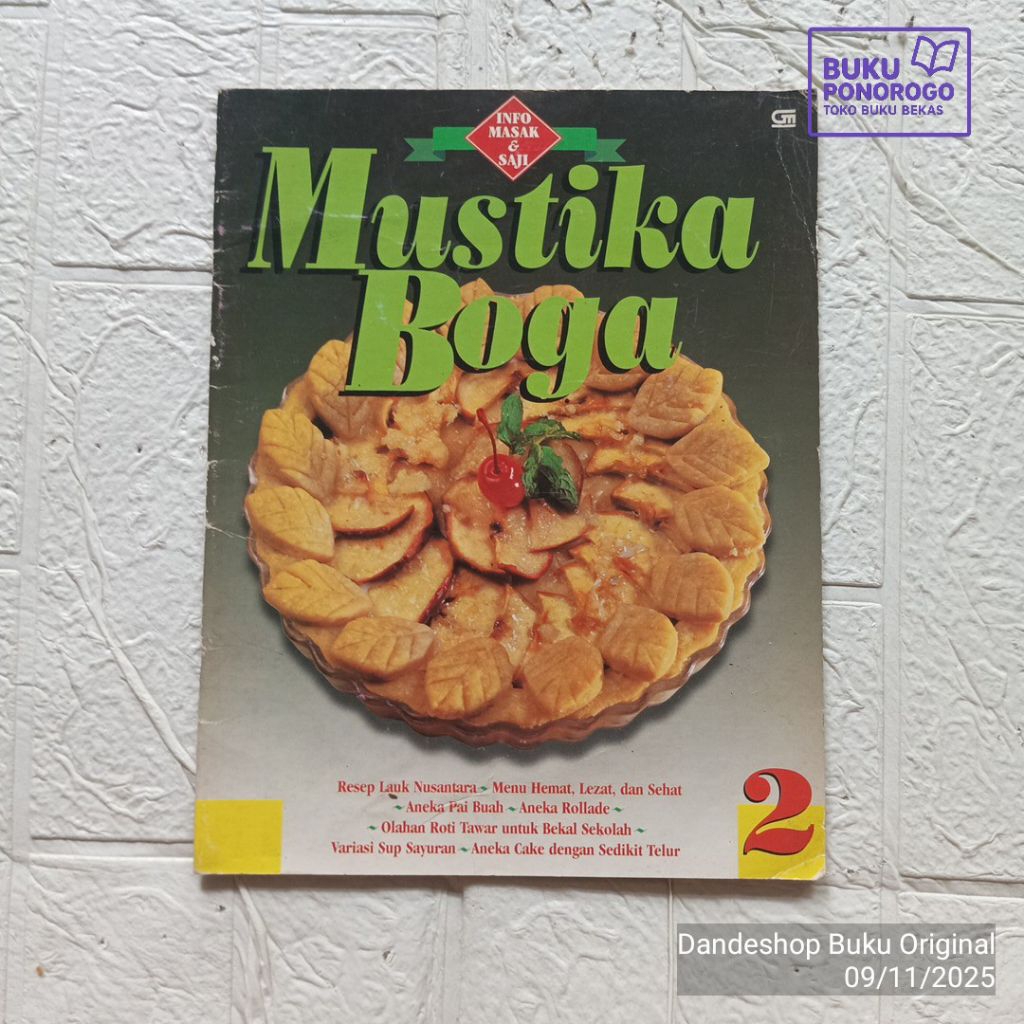 BUKU
PONOROGO
TOKO BUKU BEKAS
INFO
MASAK
&
SAJI
GM
Mustika
Boga
Resep Lauk Nusantara ~ Menu Hemat, Lezat, dan Sehat
~ Aneka Pai Buah ~ Aneka Rollade ~
~ Olahan Roti Tawar untuk Bekal Sekolah ~
Variasi Sup Sayuran ~ Aneka Cake dengan Sedikit Telur
2
Dandeshop Buku Original
09/11/2025